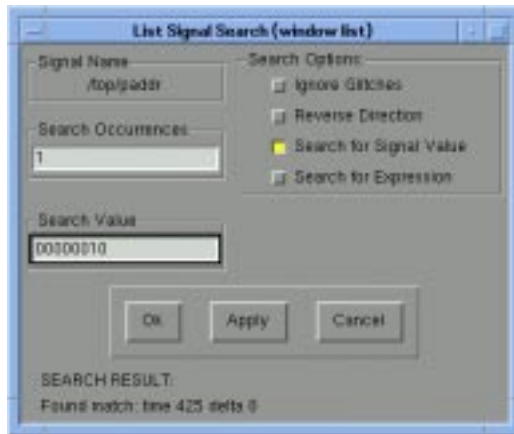 List Signal Search (window list)
Signal Name
/top/paddr
Search Occurrences
1
Search Value
00000010
Search Options:
Ignore Glitches
Reverse Direction
Search for Signal Value
Search for Expression
Ok
Apply
Cancel
SEARCH RESULT:
Found match: time 425 delta 0